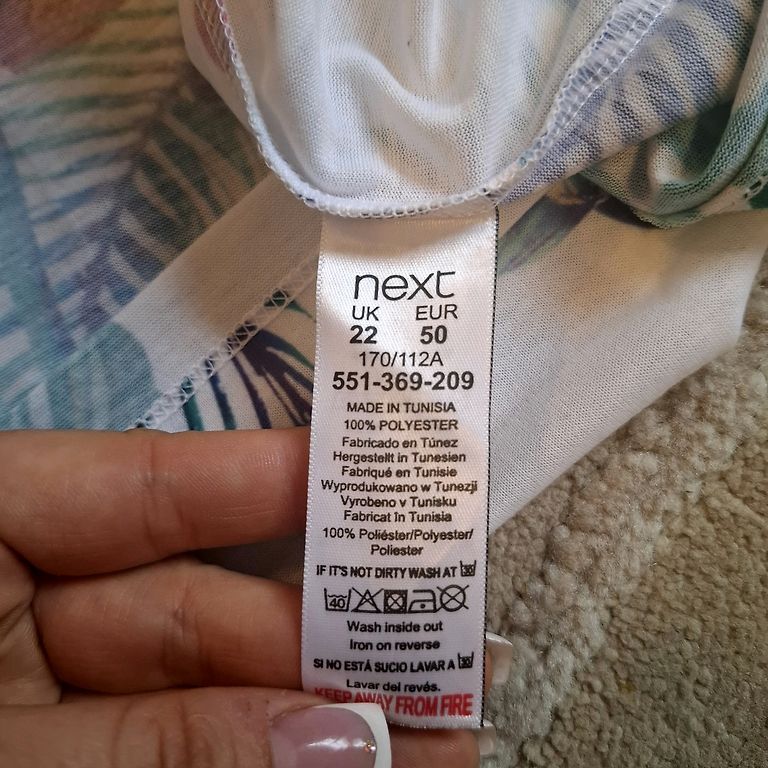 next
UK EUR
22 50
170/112A
551-369-209
MADE IN TUNISIA
100% POLYESTER
Fabricado en Túnez
Hergestellt in Tunesien
Fabriqué en Tunisie
Wyprodukowano w Tunezji
Vyrobeno v Tunisku
Fabricat în Tunisia
100% Poliéster/Polyester/
Poliester
IF IT'S NOT DIRTY WASH AT 30
40
Wash inside out
Iron on reverse
SI NO ESTÁ SUCIO LAVAR A 30
Lavar del revés.
KEEP AWAY FROM FIRE